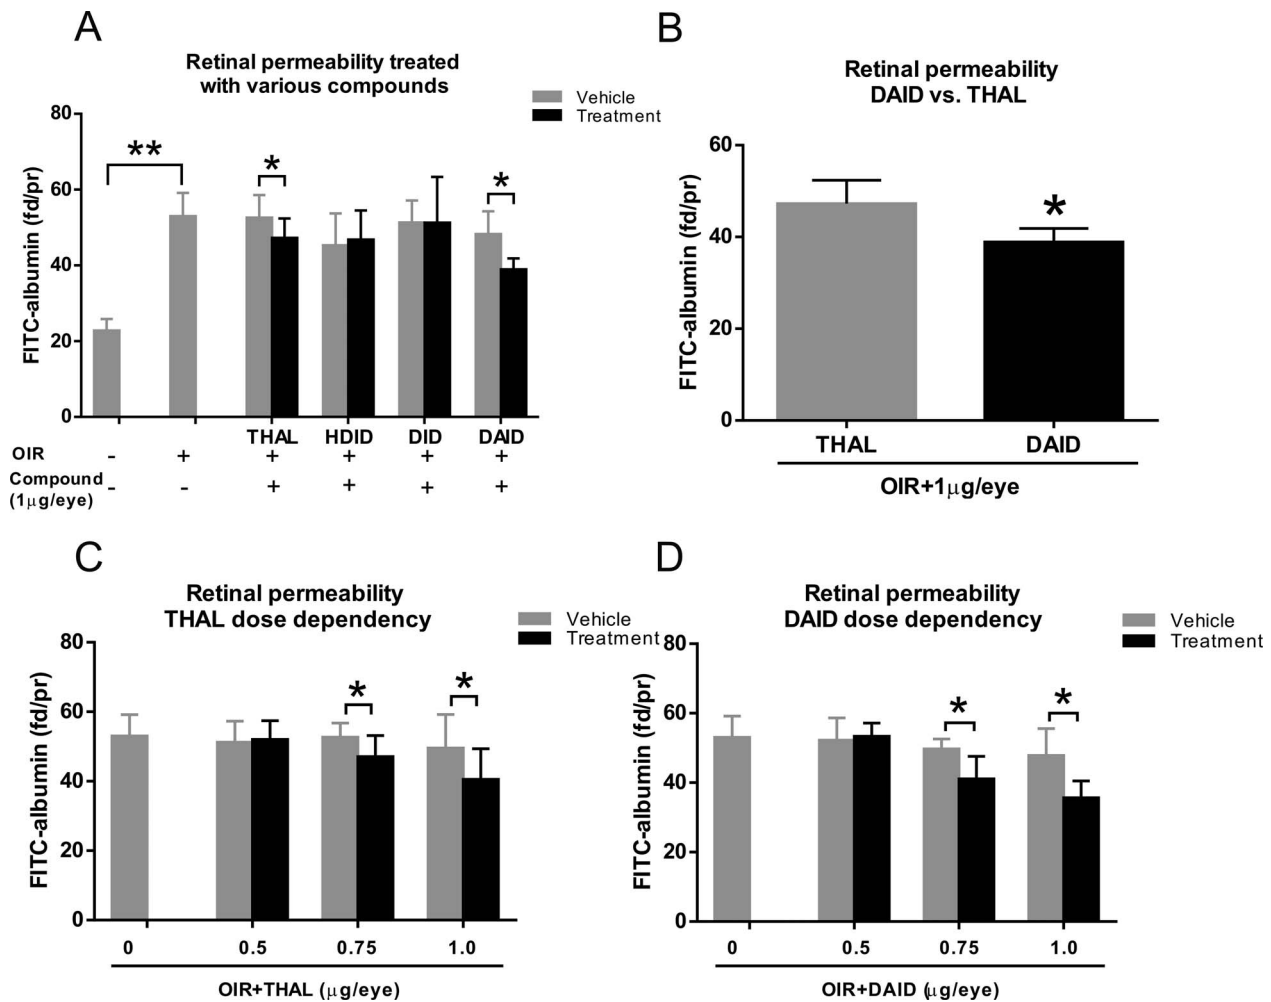 A
Retinal permeability treated
with various compounds
Vehicle
Treatment
FITC-albumin (fd/pr)
80
60
40
20
0
**
*
*
THAL HDID DID DAID
OIR - + + + + +
Compound - - + + + +
(1μg/eye)
B
Retinal permeability
DAID vs. THAL
FITC-albumin (fd/pr)
60
40
20
0
*
THAL DAID
OIR+1μg/eye
C
Retinal permeability
THAL dose dependency
Vehicle
Treatment
FITC-albumin (fd/pr)
80
60
40
20
0
*
*
0 0.5 0.75 1.0
OIR+THAL (μg/eye)
D
Retinal permeability
DAID dose dependency
Vehicle
Treatment
FITC-albumin (fd/pr)
80
60
40
20
0
*
*
0 0.5 0.75 1.0
OIR+DAID (μg/eye)